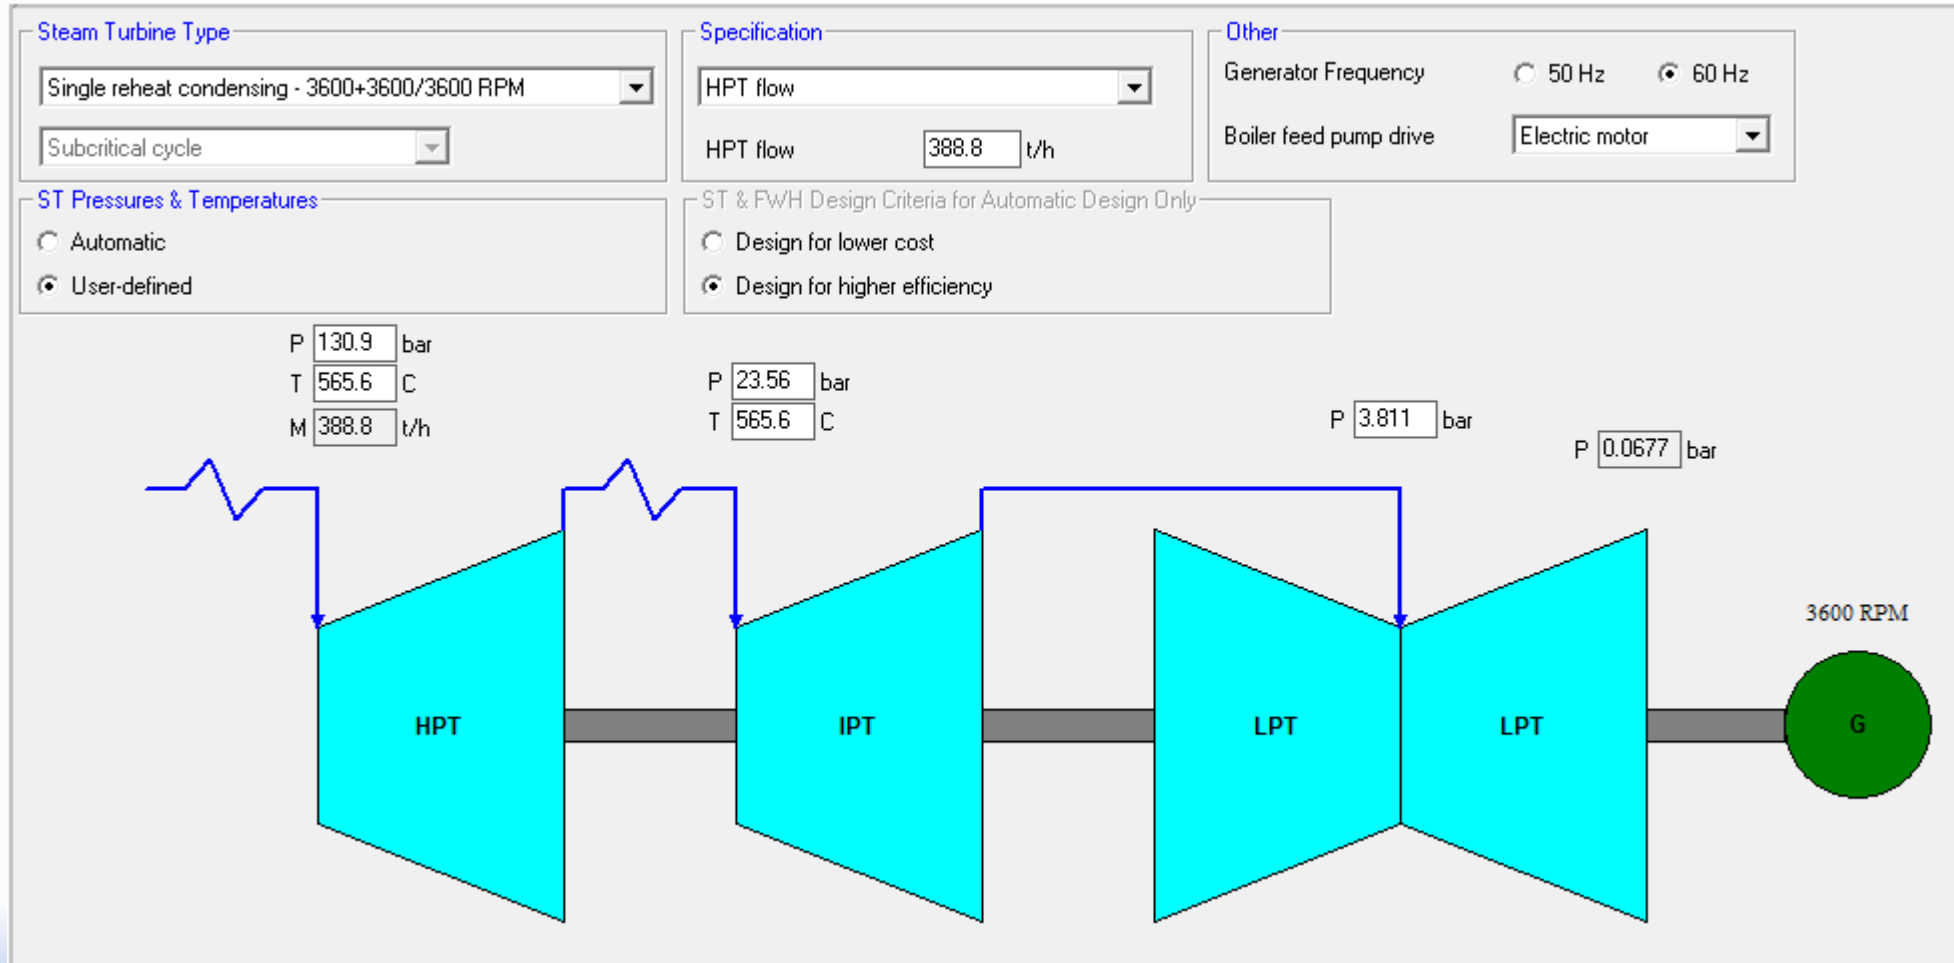 Steam Turbine Type
Single reheat condensing - 3600+3600/3600 RPM
Subcritical cycle
Specification
HPT flow
HPT flow 388.8 t/h
Other
Generator Frequency 50 Hz 60 Hz
Boiler feed pump drive Electric motor
ST Pressures & Temperatures
Automatic
User-defined
ST & FWH Design Criteria for Automatic Design Only
Design for lower cost
Design for higher efficiency
P 130.9 bar
T 565.6 C
M 388.8 t/h
P 23.56 bar
T 565.6 C
P 3.811 bar
P 0.0677 bar
3600 RPM
HPT
IPT
LPT
LPT
G